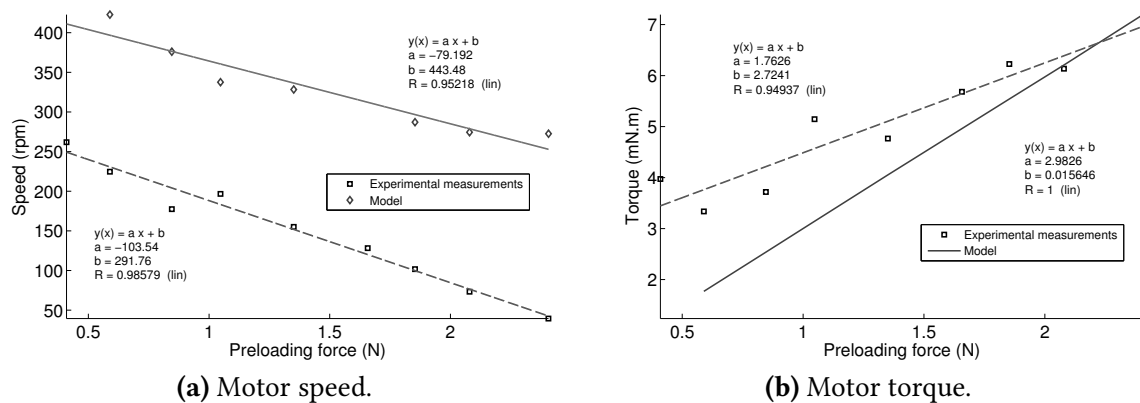 400
350
300
250
200
150
100
50
Speed (rpm)
y(x) = a x + b
a = −79.192
b = 443.48
R = 0.95218 (lin)
Experimental measurements
Model
y(x) = a x + b
a = −103.54
b = 291.76
R = 0.98579 (lin)
0.5 1 1.5 2
Preloading force (N)
(a) Motor speed.
7
6
5
4
3
2
Torque (mN.m)
y(x) = a x + b
a = 1.7626
b = 2.7241
R = 0.94937 (lin)
y(x) = a x + b
a = 2.9826
b = 0.015646
R = 1 (lin)
Experimental measurements
Model
0.5 1 1.5 2
Preloading force (N)
(b) Motor torque.